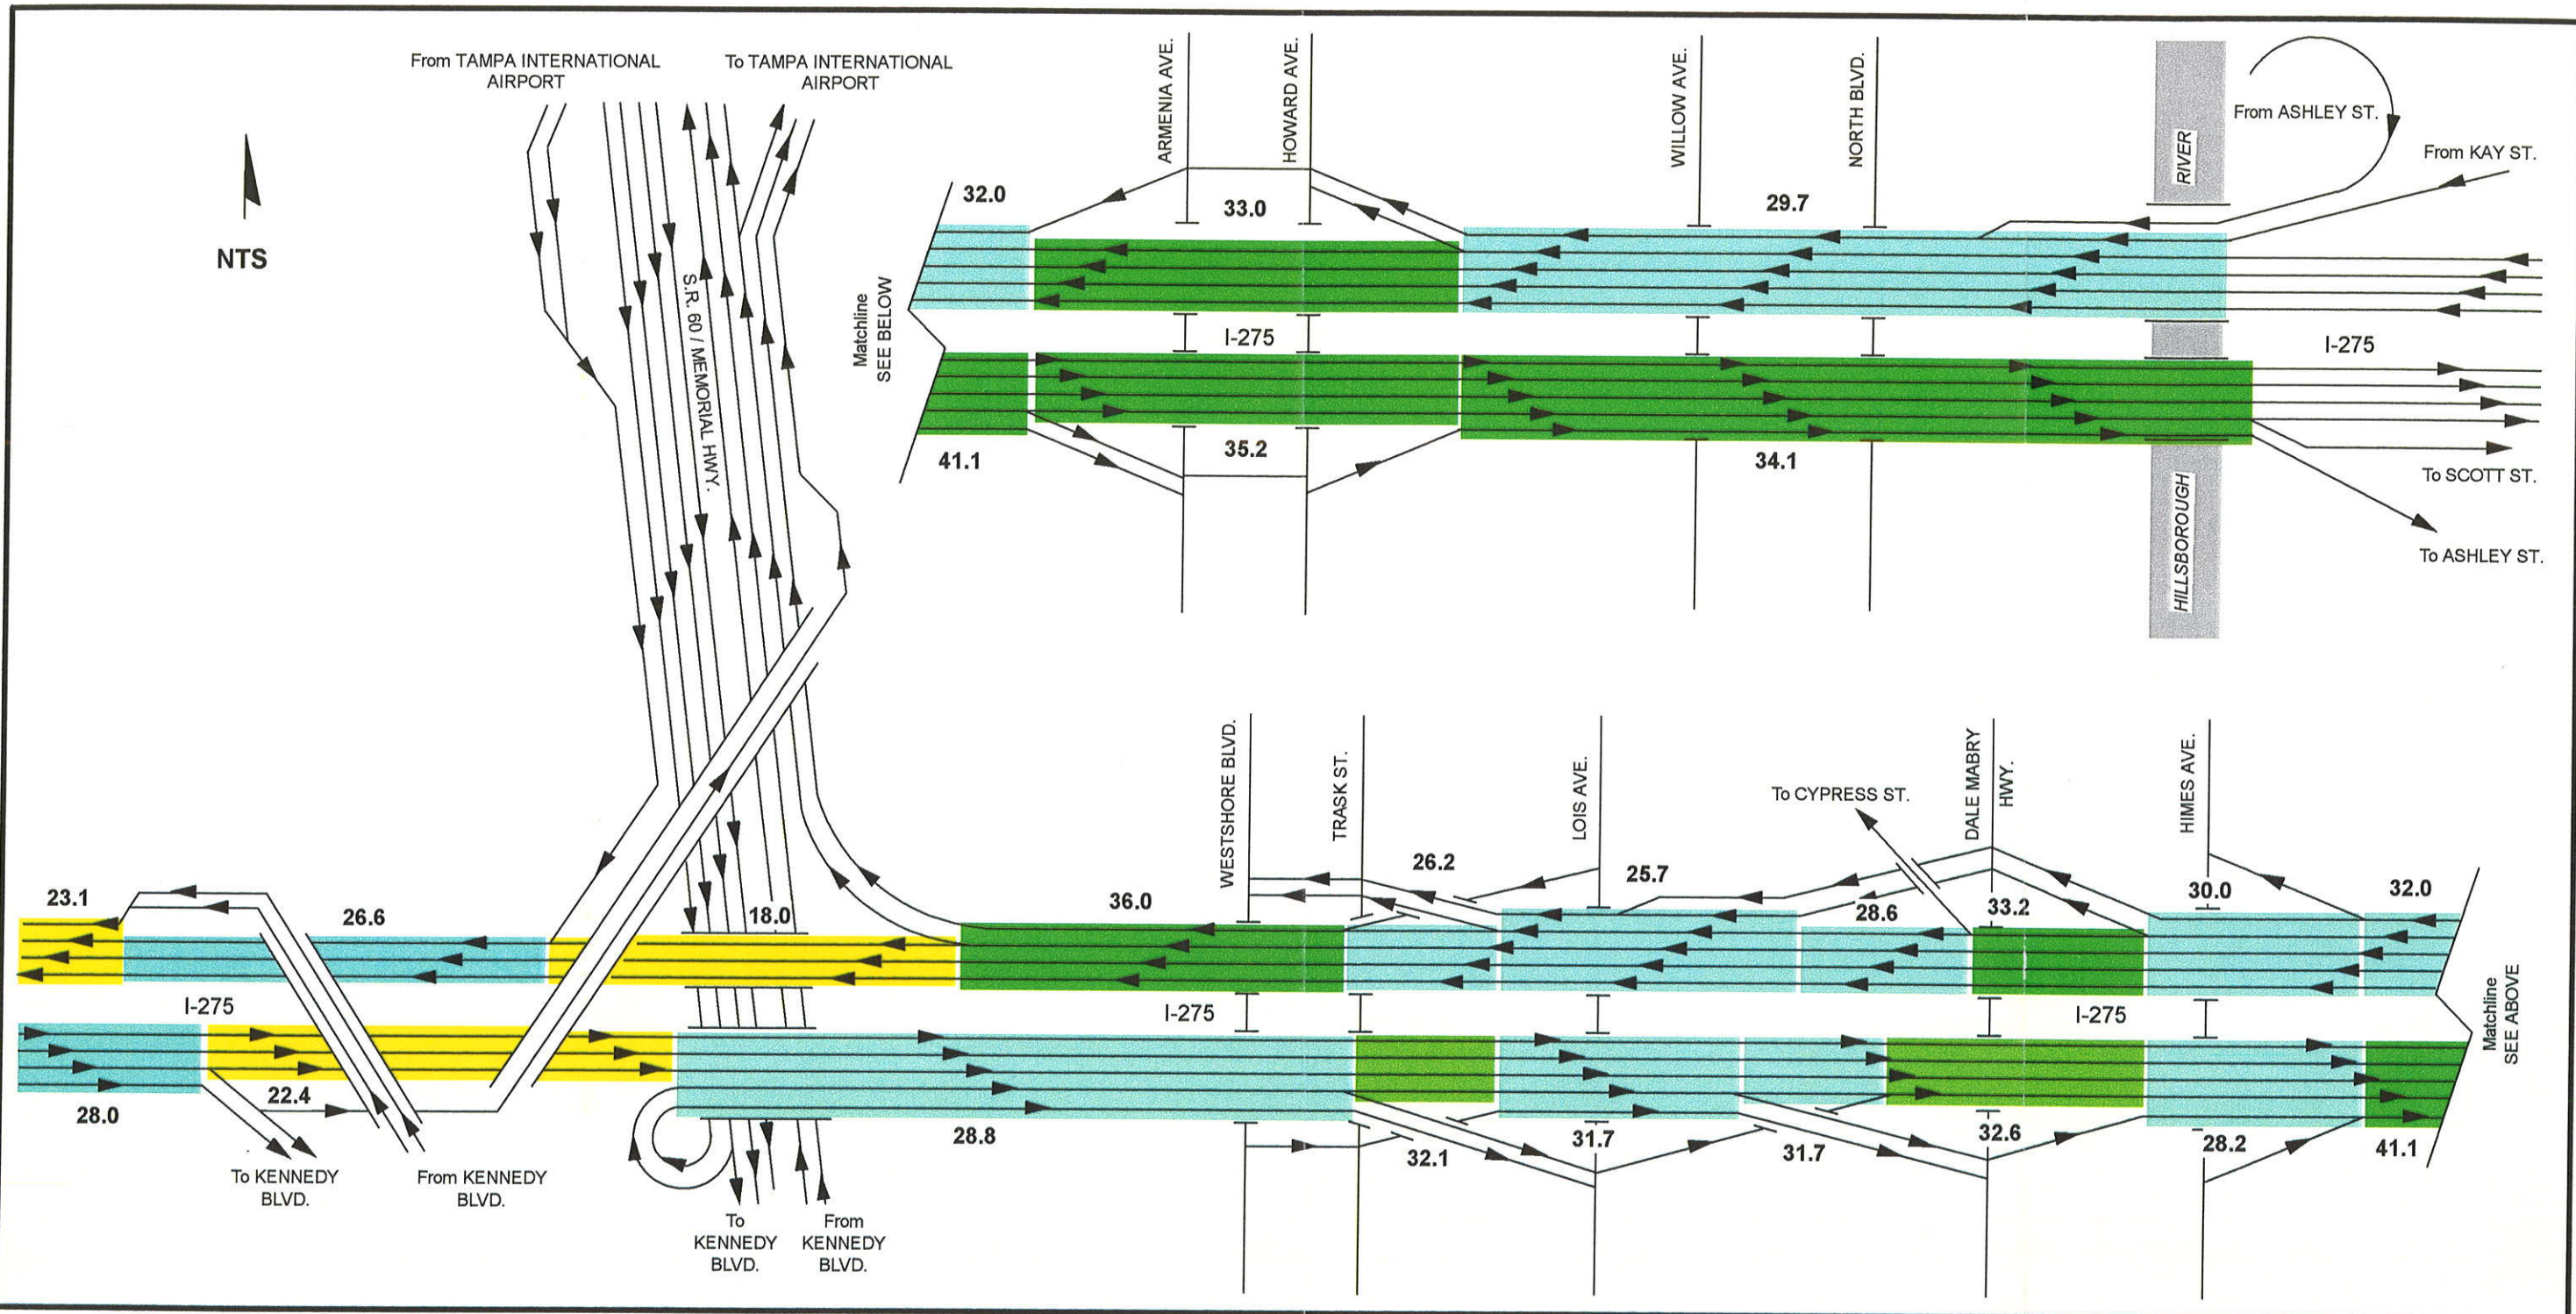 From TAMPA INTERNATIONAL
AIRPORT
To TAMPA INTERNATIONAL
AIRPORT
NTS
S.R. 60 / MEMORIAL HWY.
ARMENIA AVE.
HOWARD AVE.
WILLOW AVE.
NORTH BLVD.
RIVER
From ASHLEY ST.
From KAY ST.
32.0
33.0
29.7
Matchline
SEE BELOW
I-275
I-275
41.1
35.2
34.1
HILLSBOROUGH
To SCOTT ST.
To ASHLEY ST.
WESTSHORE BLVD.
TRASK ST.
LOIS AVE.
To CYPRESS ST.
DALE MABRY
HWY.
HIMES AVE.
23.1
26.6
18.0
36.0
26.2
25.7
28.6
33.2
30.0
32.0
I-275
I-275
I-275
Matchline
SEE ABOVE
28.0
22.4
28.8
32.1
31.7
31.7
32.6
28.2
41.1
To KENNEDY
BLVD.
From KENNEDY
BLVD.
To
KENNEDY
BLVD.
From
KENNEDY
BLVD.